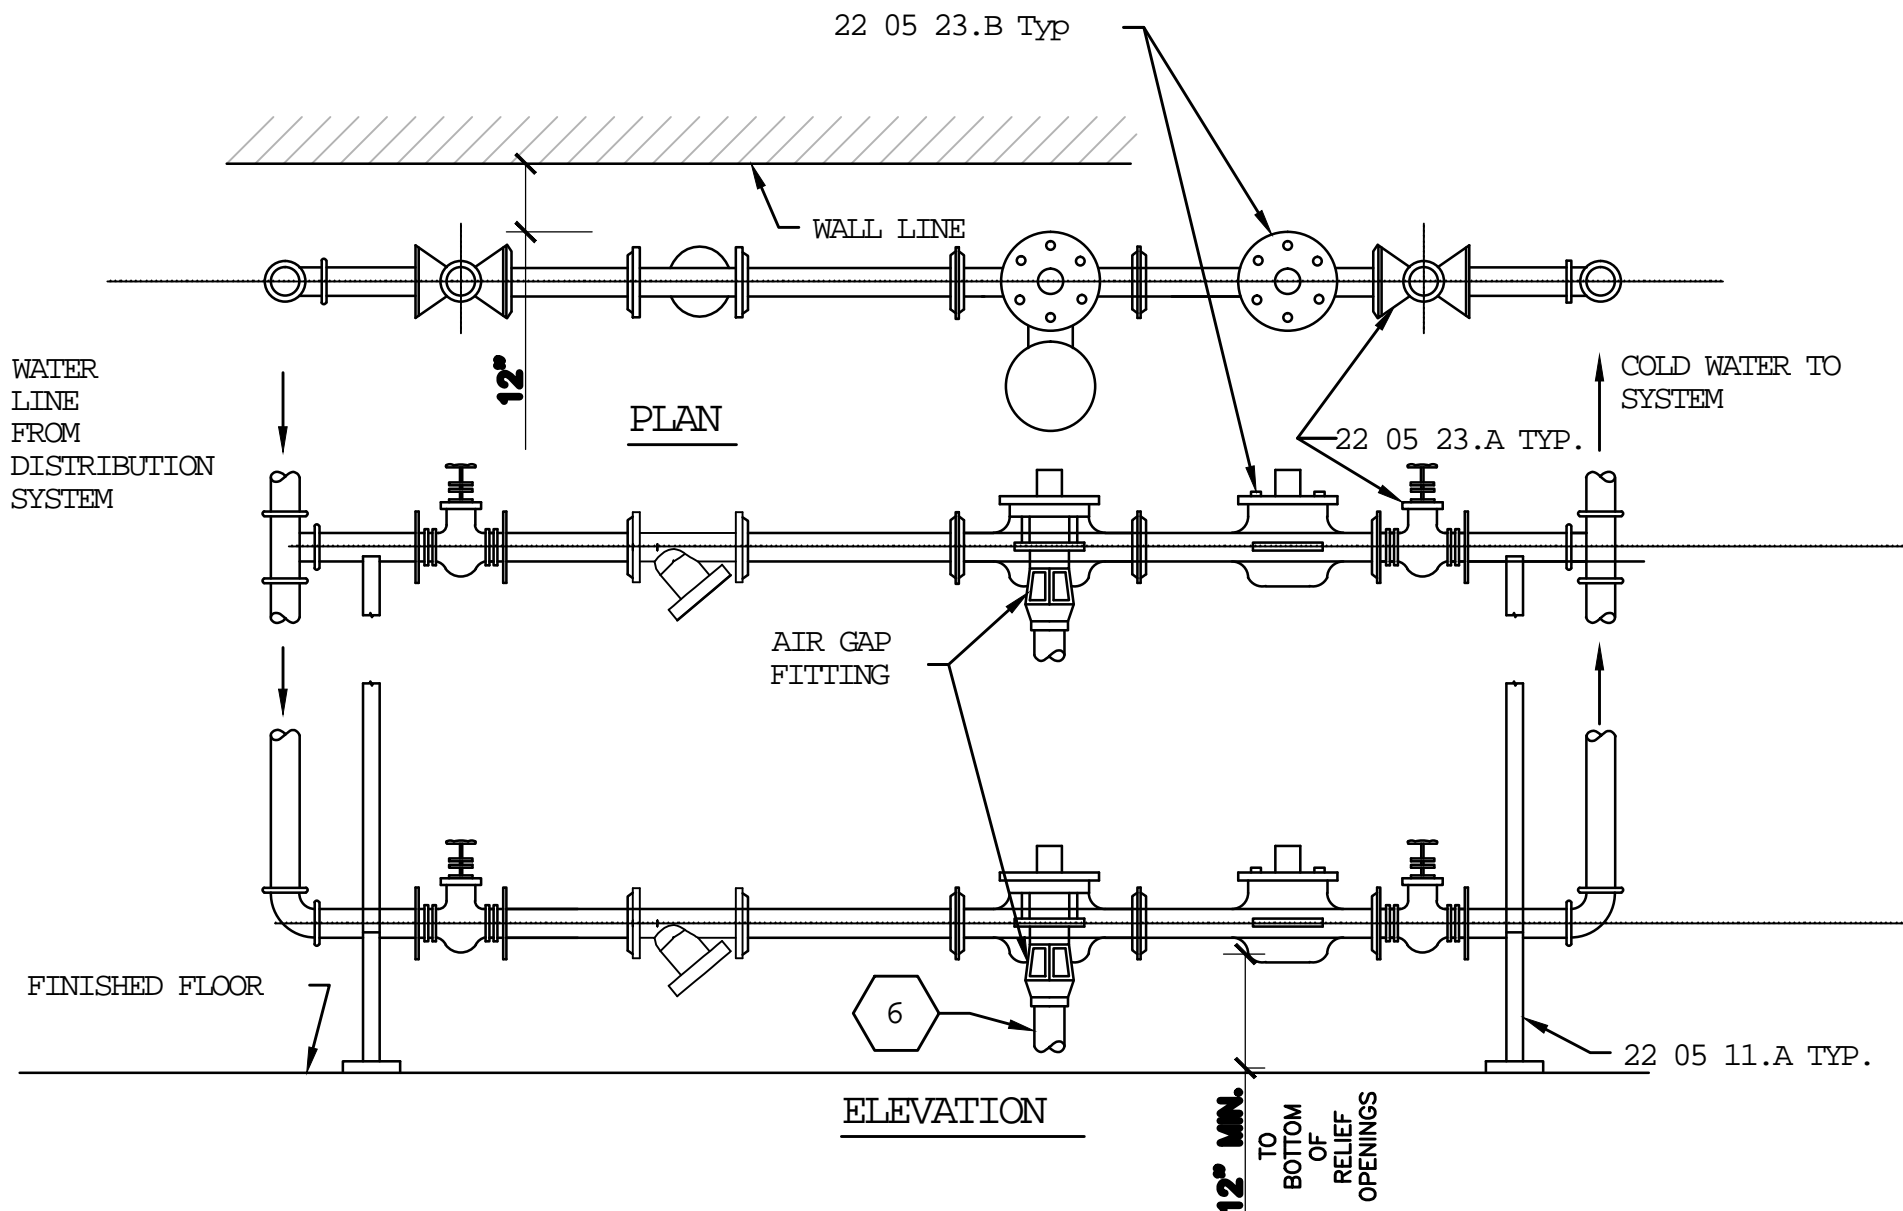 22 05 23.B Typ
WALL LINE
12"
WATER
LINE
FROM
DISTRIBUTION
SYSTEM
PLAN
COLD WATER TO
SYSTEM
22 05 23.A TYP.
AIR GAP
FITTING
FINISHED FLOOR
6
22 05 11.A TYP.
ELEVATION
12" MIN.
TO
BOTTOM
OF
RELIEF
OPENINGS